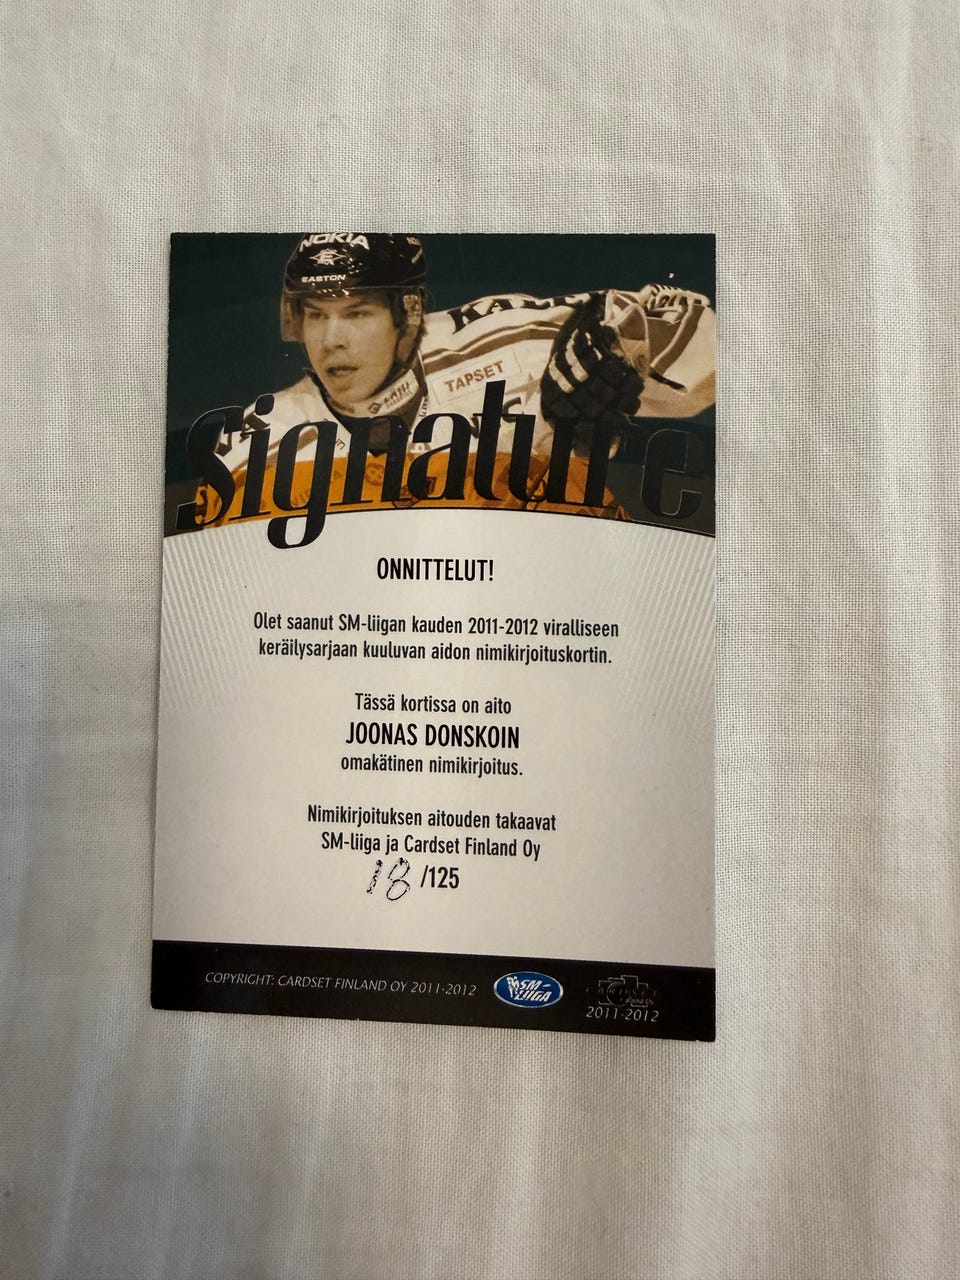 NOKIA
EASTON
TAPSET
Signature
ONNITTELUT!
Olet saanut SM-liigan kauden 2011-2012 viralliseen
keräilysarjaan kuuluvan aidon nimikirjoituskortin.
Tässä kortissa on aito
JOONAS DONSKOIN
omakätinen nimikirjoitus.
Nimikirjoituksen aitouden takaavat
SM-liiga ja Cardset Finland Oy
18 /125
COPYRIGHT: CARDSET FINLAND OY 2011-2012
SM-LIIGA
CARDSET
2011-2012